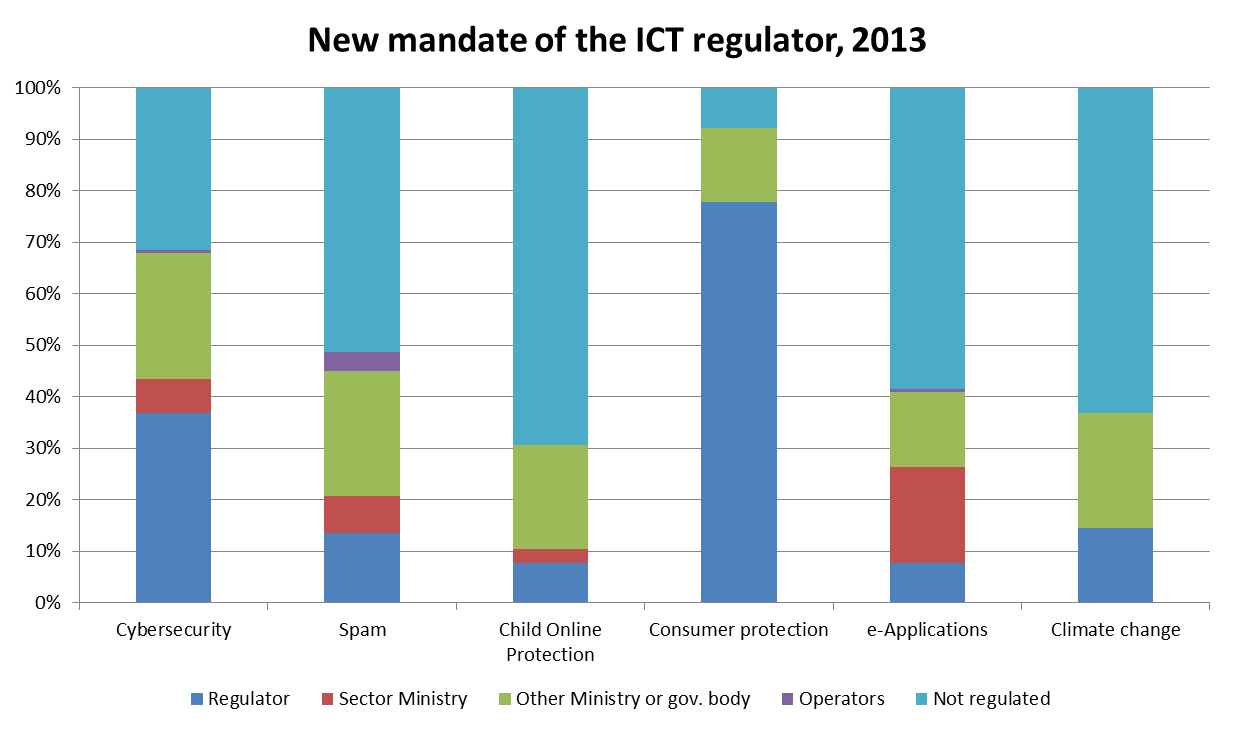 New mandate of the ICT regulator, 2013
100%
90%
80%
70%
60%
50%
40%
30%
20%
10%
0%
Cybersecurity
Spam
Child Online
Protection
Consumer protection
e-Applications
Climate change
Regulator
Sector Ministry
Other Ministry or gov. body
Operators
Not regulated